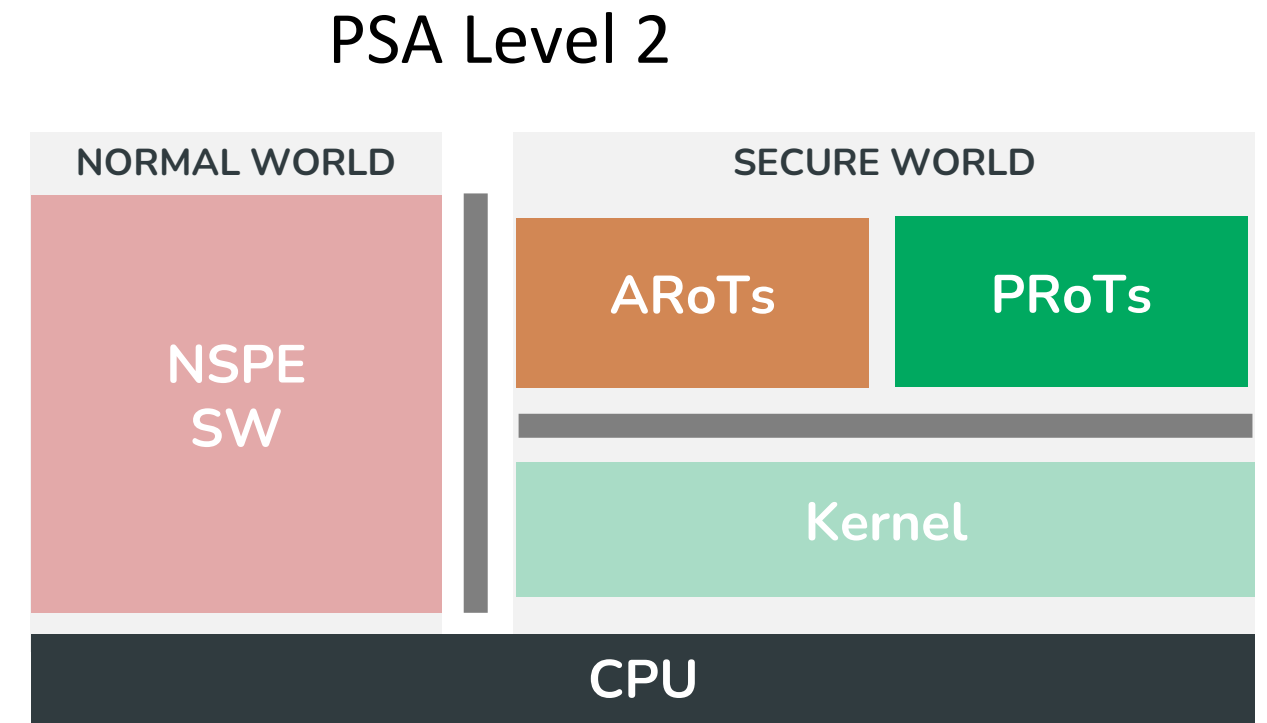 PSA Level 2
NORMAL WORLD
SECURE WORLD
NSPE
SW
ARoTs
PRoTs
Kernel
CPU